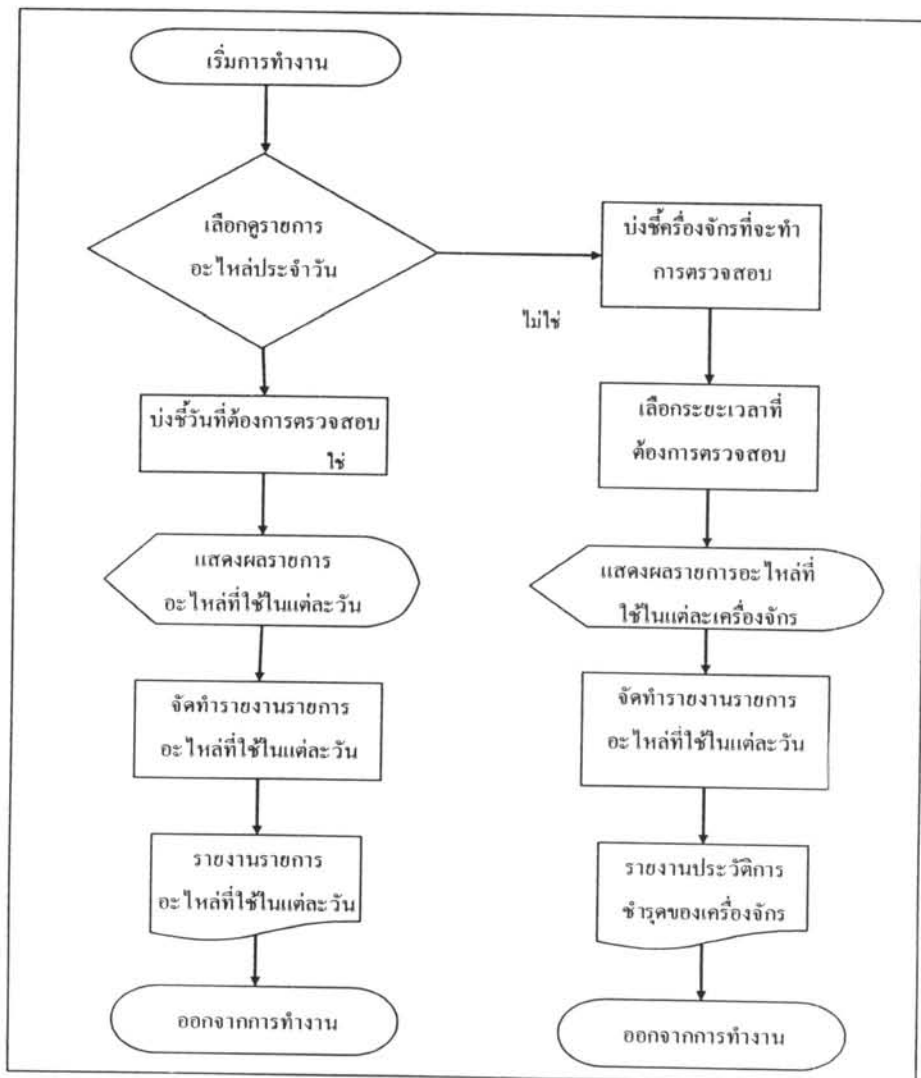 เริ่มการทำงาน
เลือกดูรายการ
อะไหล่ประจำวัน
บ่งชี้ครื่องจักรที่จะทำ
การตรวจสอบ
ไม่ใช่
บ่งชี้วันที่ต้องการตรวจสอบ
ใช่
เลือกระยะเวลาที่
ต้องการตรวจสอบ
แสดงผลรายการ
อะไหล่ที่ใช้ในแต่ละวัน
แสดงผลรายการอะไหล่ที่
ใช้ในแต่ละเครื่องจักร
จัดทำรายงานรายการ
อะไหล่ที่ใช้ในแต่ละวัน
จัดทำรายงานรายการ
อะไหล่ที่ใช้ในแต่ละวัน
รายงานรายการ
อะไหล่ที่ใช้ในแต่ละวัน
รายงานประวัติการ
ชำรุดของเครื่องจักร
ออกจากการทำงาน
ออกจากการทำงาน